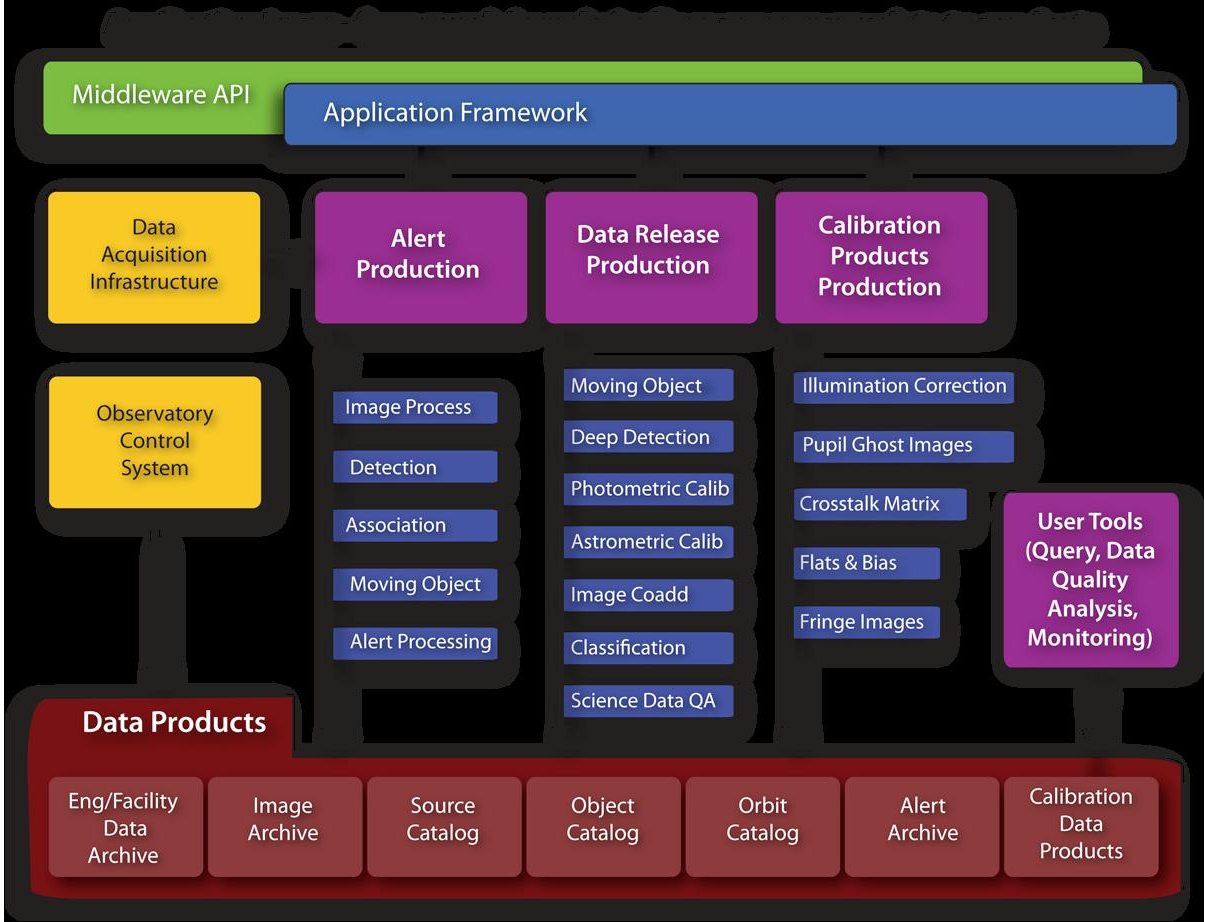 Middleware API
Application Framework
Data
Acquisition
Infrastructure
Alert
Production
Data Release
Production
Calibration
Products
Production
Observatory
Control
System
Image Process
Detection
Association
Moving Object
Alert Processing
Moving Object
Deep Detection
Photometric Calib
Astrometric Calib
Image Coadd
Classification
Science Data QA
Illumination Correction
Pupil Ghost Images
Crosstalk Matrix
Flats & Bias
Fringe Images
User Tools
(Query, Data
Quality
Analysis,
Monitoring)
Data Products
Eng/Facility
Data
Archive
Image
Archive
Source
Catalog
Object
Catalog
Orbit
Catalog
Alert
Archive
Calibration
Data
Products